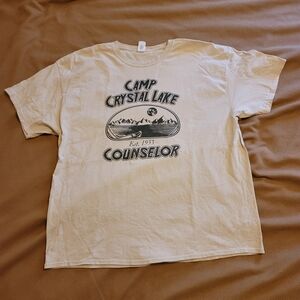 CAMP
CRYSTAL LAKE
Est. 1935
COUNSELOR